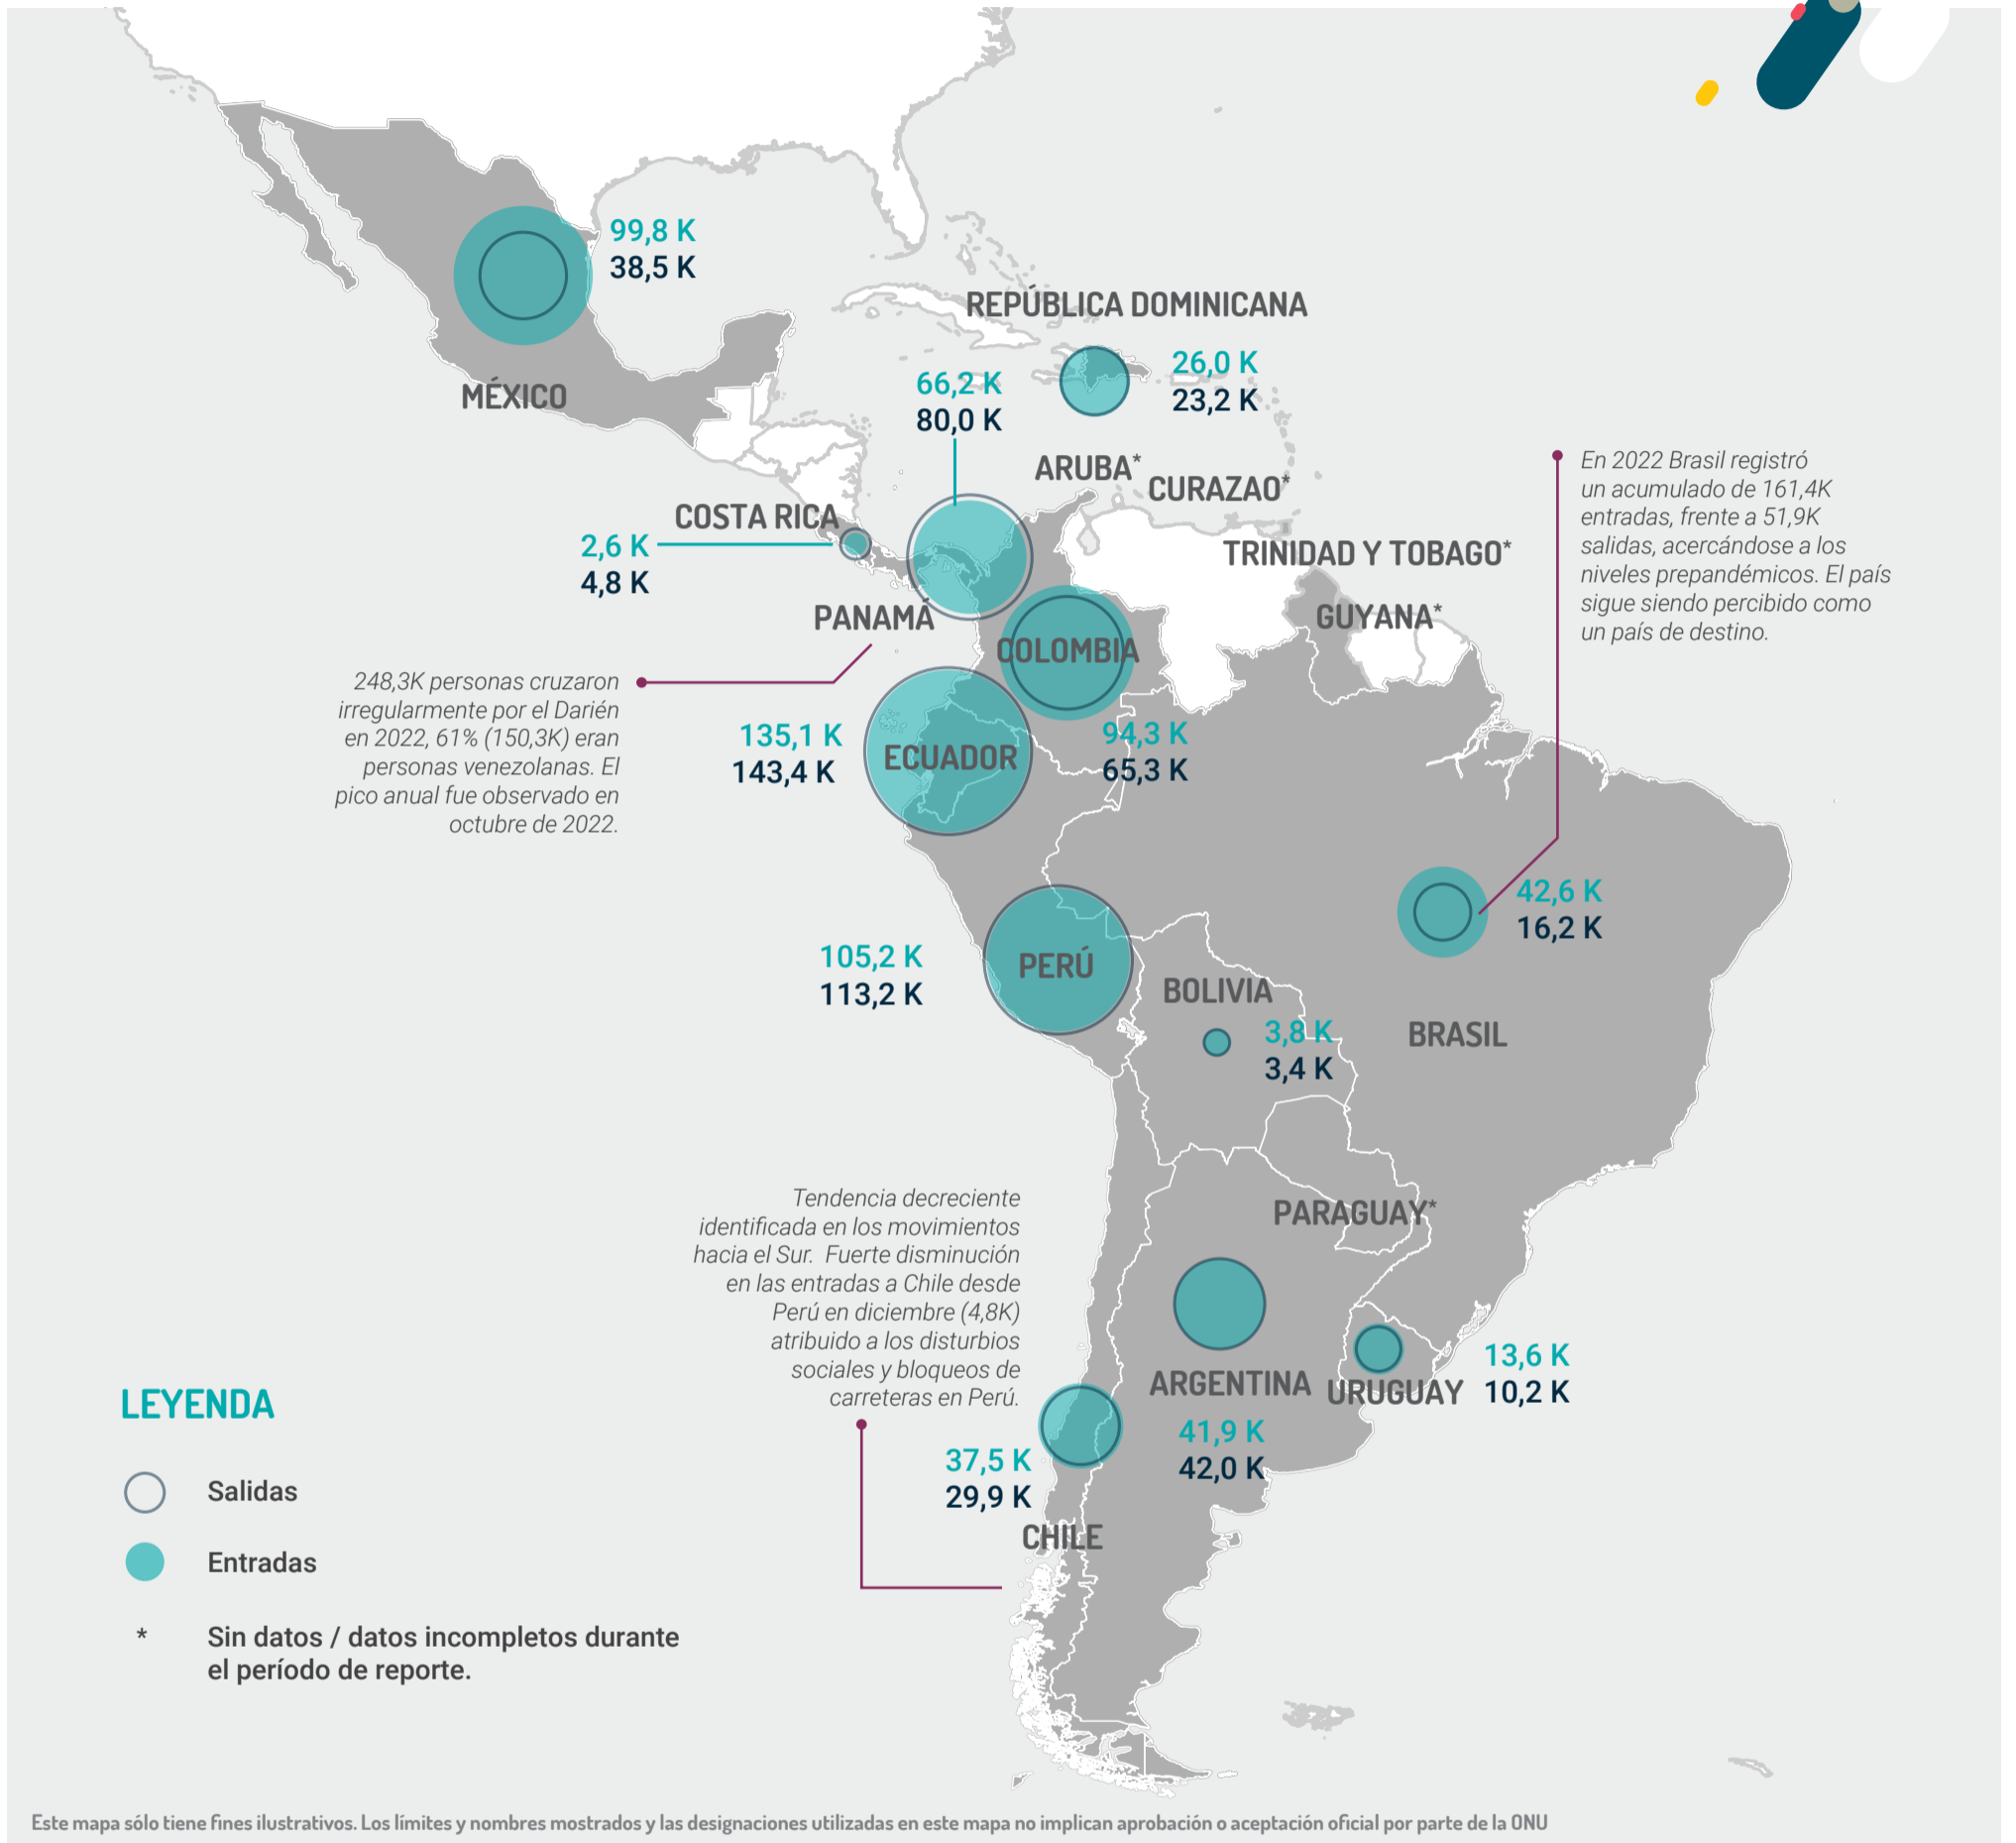 99,8 K
38,5 K
MÉXICO
REPÚBLICA DOMINICANA
26,0 K
23,2 K
66,2 K
80,0 K
ARUBA*
CURAZAO*
COSTA RICA
2,6 K
4,8 K
TRINIDAD Y TOBAGO*
PANAMÁ
GUYANA*
En 2022 Brasil registró
un acumulado de 161,4K
entradas, frente a 51,9K
salidas, acercándose a los
niveles prepandémicos. El país
sigue siendo percibido como
un país de destino.
COLOMBIA
94,3 K
65,3 K
248,3K personas cruzaron
irregularmente por el Darién
en 2022, 61% (150,3K) eran
personas venezolanas. El
pico anual fue observado en
octubre de 2022.
135,1 K
143,4 K
ECUADOR
42,6 K
16,2 K
BRASIL
105,2 K
113,2 K
PERÚ
BOLIVIA
3,8 K
3,4 K
PARAGUAY*
Tendencia decreciente
identificada en los movimientos
hacia el Sur. Fuerte disminución
en las entradas a Chile desde
Perú en diciembre (4,8K)
atribuido a los disturbios
sociales y bloqueos de
carreteras en Perú.
ARGENTINA
41,9 K
42,0 K
URUGUAY
13,6 K
10,2 K
37,5 K
29,9 K
CHILE
LEYENDA
Salidas
Entradas
* Sin datos / datos incompletos durante
el período de reporte.
Este mapa sólo tiene fines ilustrativos. Los límites y nombres mostrados y las designaciones utilizadas en este mapa no implican aprobación o aceptación oficial por parte de la ONU